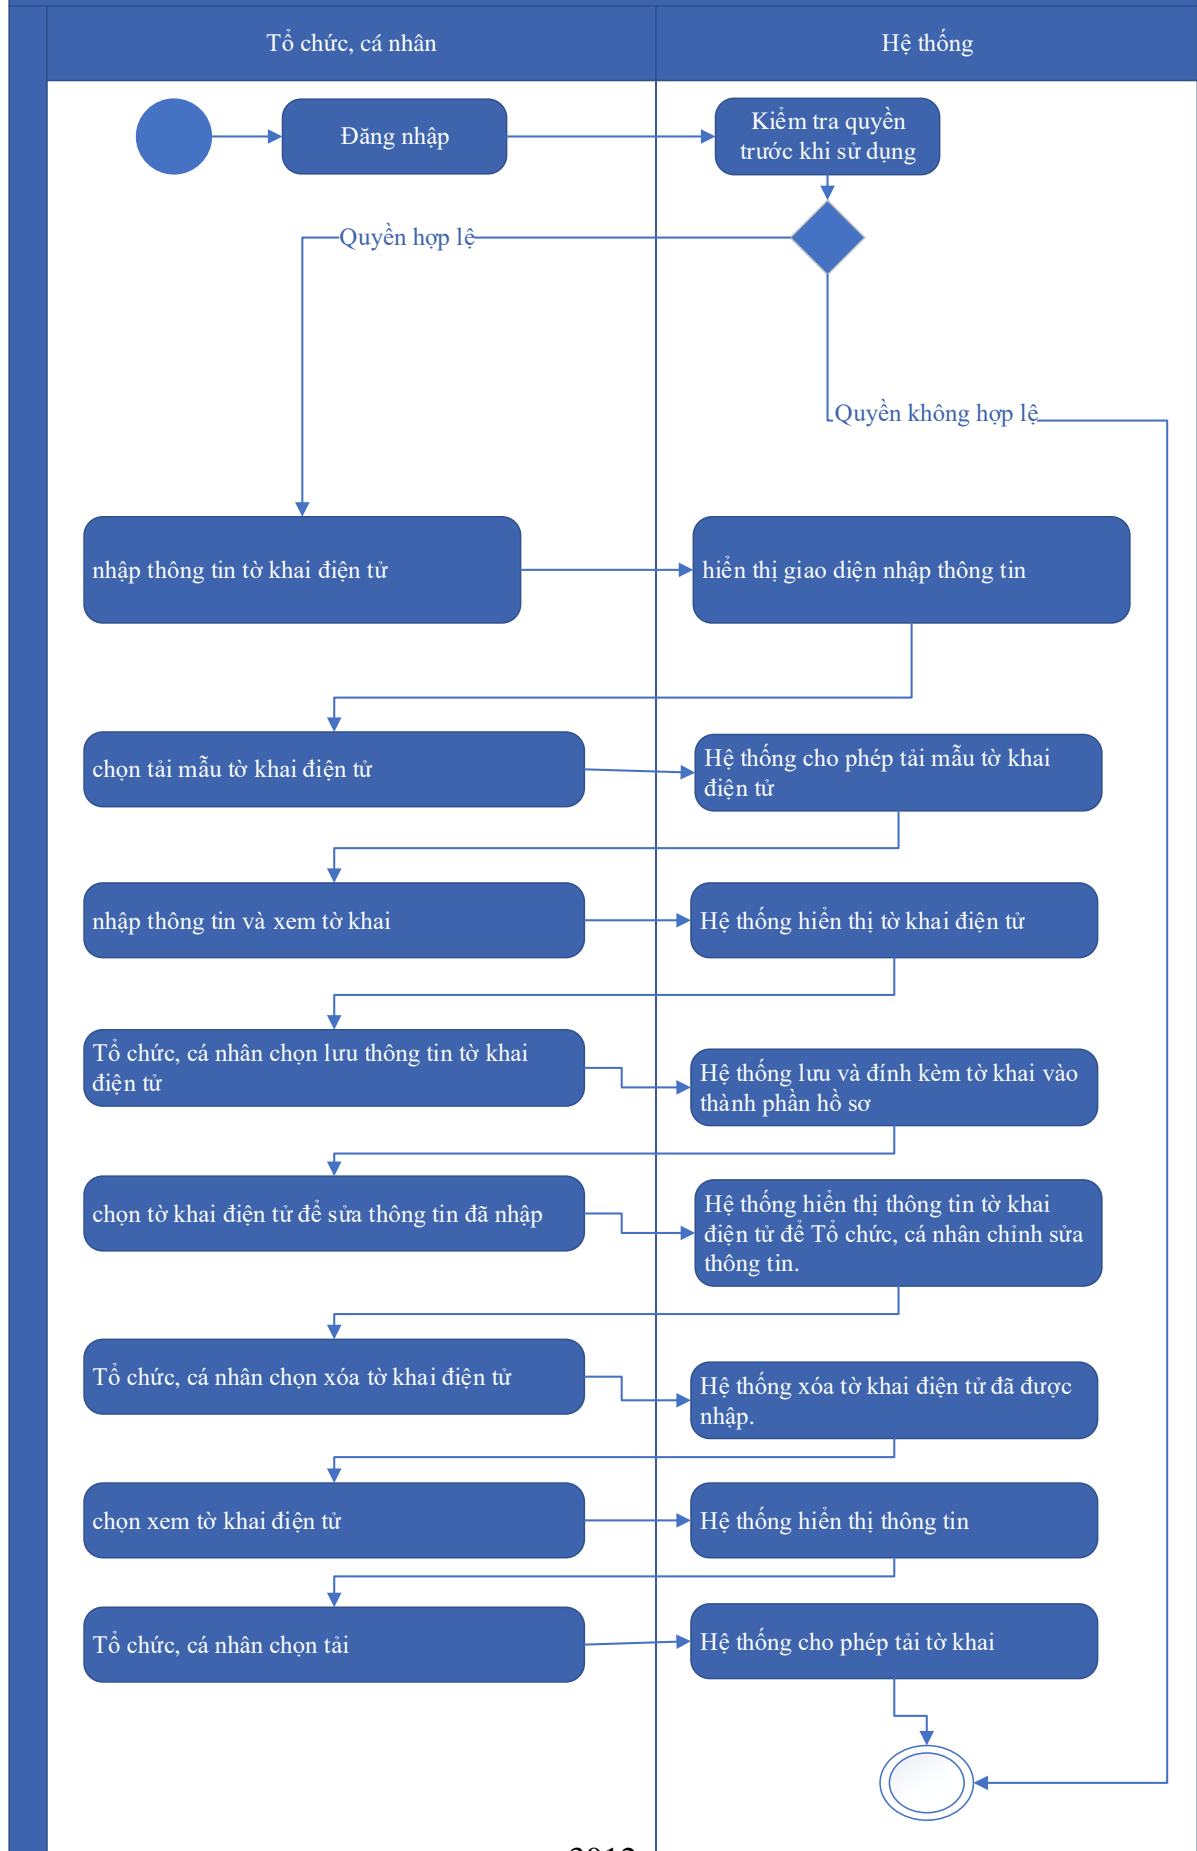 Tổ chức, cá nhân
Hệ thống
Đăng nhập
Kiểm tra quyền
trước khi sử dụng
Quyền hợp lệ
Quyền không hợp lệ
nhập thông tin tờ khai điện tử
hiển thị giao diện nhập thông tin
chọn tải mẫu tờ khai điện tử
Hệ thống cho phép tải mẫu tờ khai
điện tử
nhập thông tin và xem tờ khai
Hệ thống hiển thị tờ khai điện tử
Tổ chức, cá nhân chọn lưu thông tin tờ khai
điện tử
Hệ thống lưu và đính kèm tờ khai vào
thành phần hồ sơ
chọn tờ khai điện tử để sửa thông tin đã nhập
Hệ thống hiển thị thông tin tờ khai
điện tử để Tổ chức, cá nhân chỉnh sửa
thông tin.
Tổ chức, cá nhân chọn xóa tờ khai điện tử
Hệ thống xóa tờ khai điện tử đã được
nhập.
chọn xem tờ khai điện tử
Hệ thống hiển thị thông tin
Tổ chức, cá nhân chọn tải
Hệ thống cho phép tải tờ khai